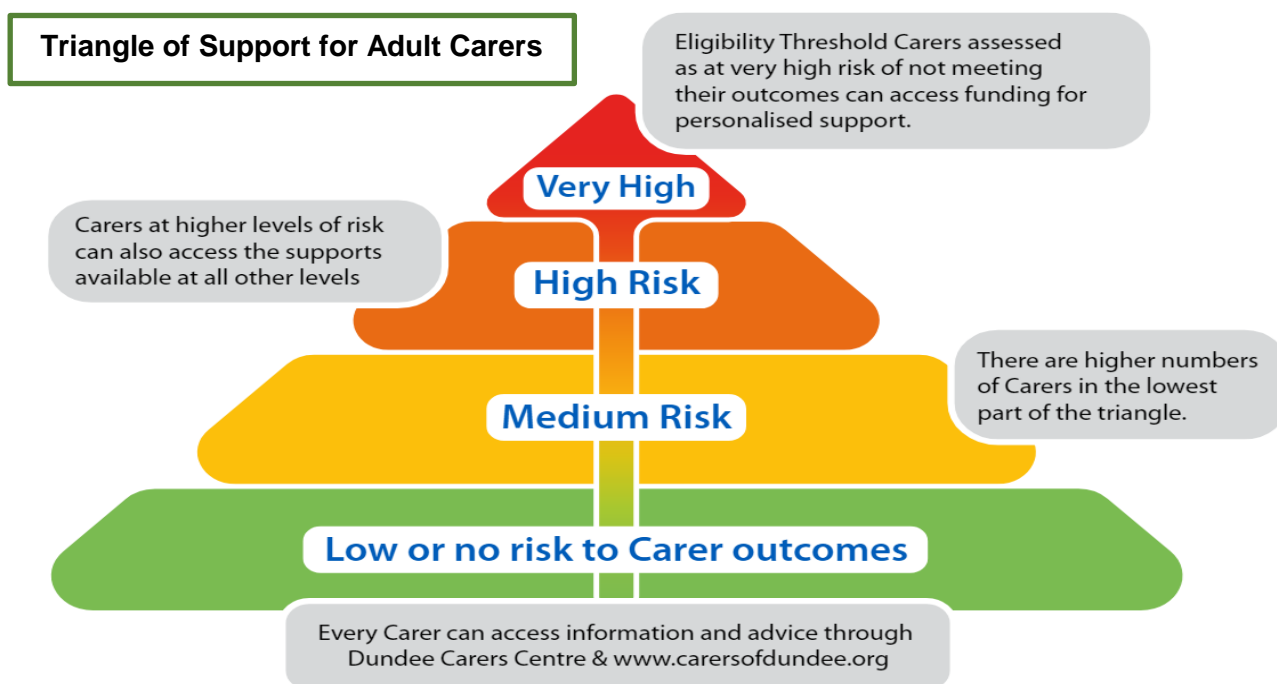 Triangle of Support for Adult Carers
Eligibility Threshold Carers assessed
as at very high risk of not meeting
their outcomes can access funding for
personalised support.
Very High
Carers at higher levels of risk
can also access the supports
available at all other levels
High Risk
There are higher numbers
of Carers in the lowest
part of the triangle.
Medium Risk
Low or no risk to Carer outcomes
Every Carer can access information and advice through
Dundee Carers Centre & www.carersofdundee.org